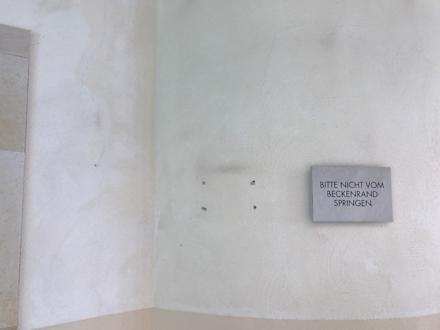 BITTE NICHT VOM
BECKENRAND
SPRINGEN.